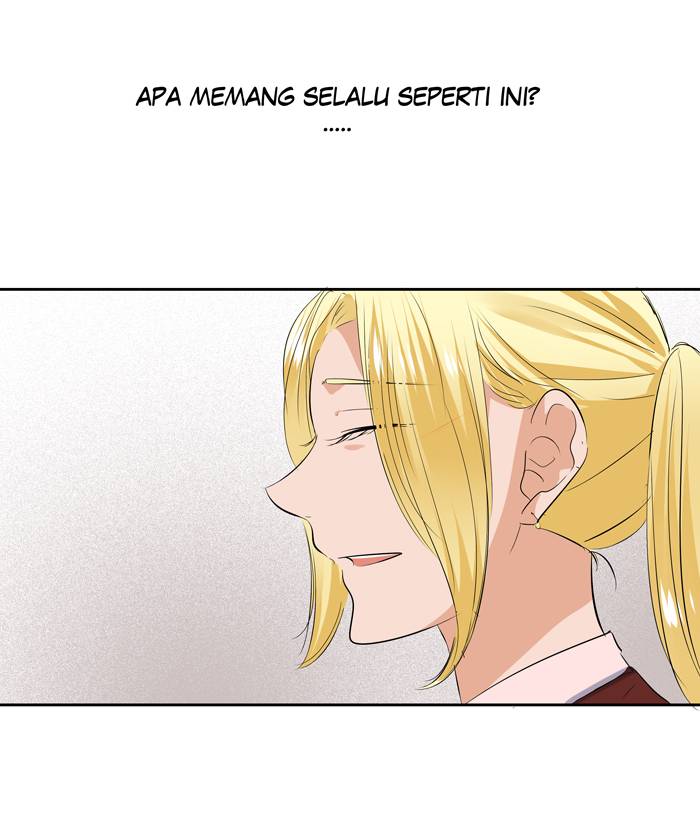 APA MEMANG SELALU SEPERTI INI?
.....